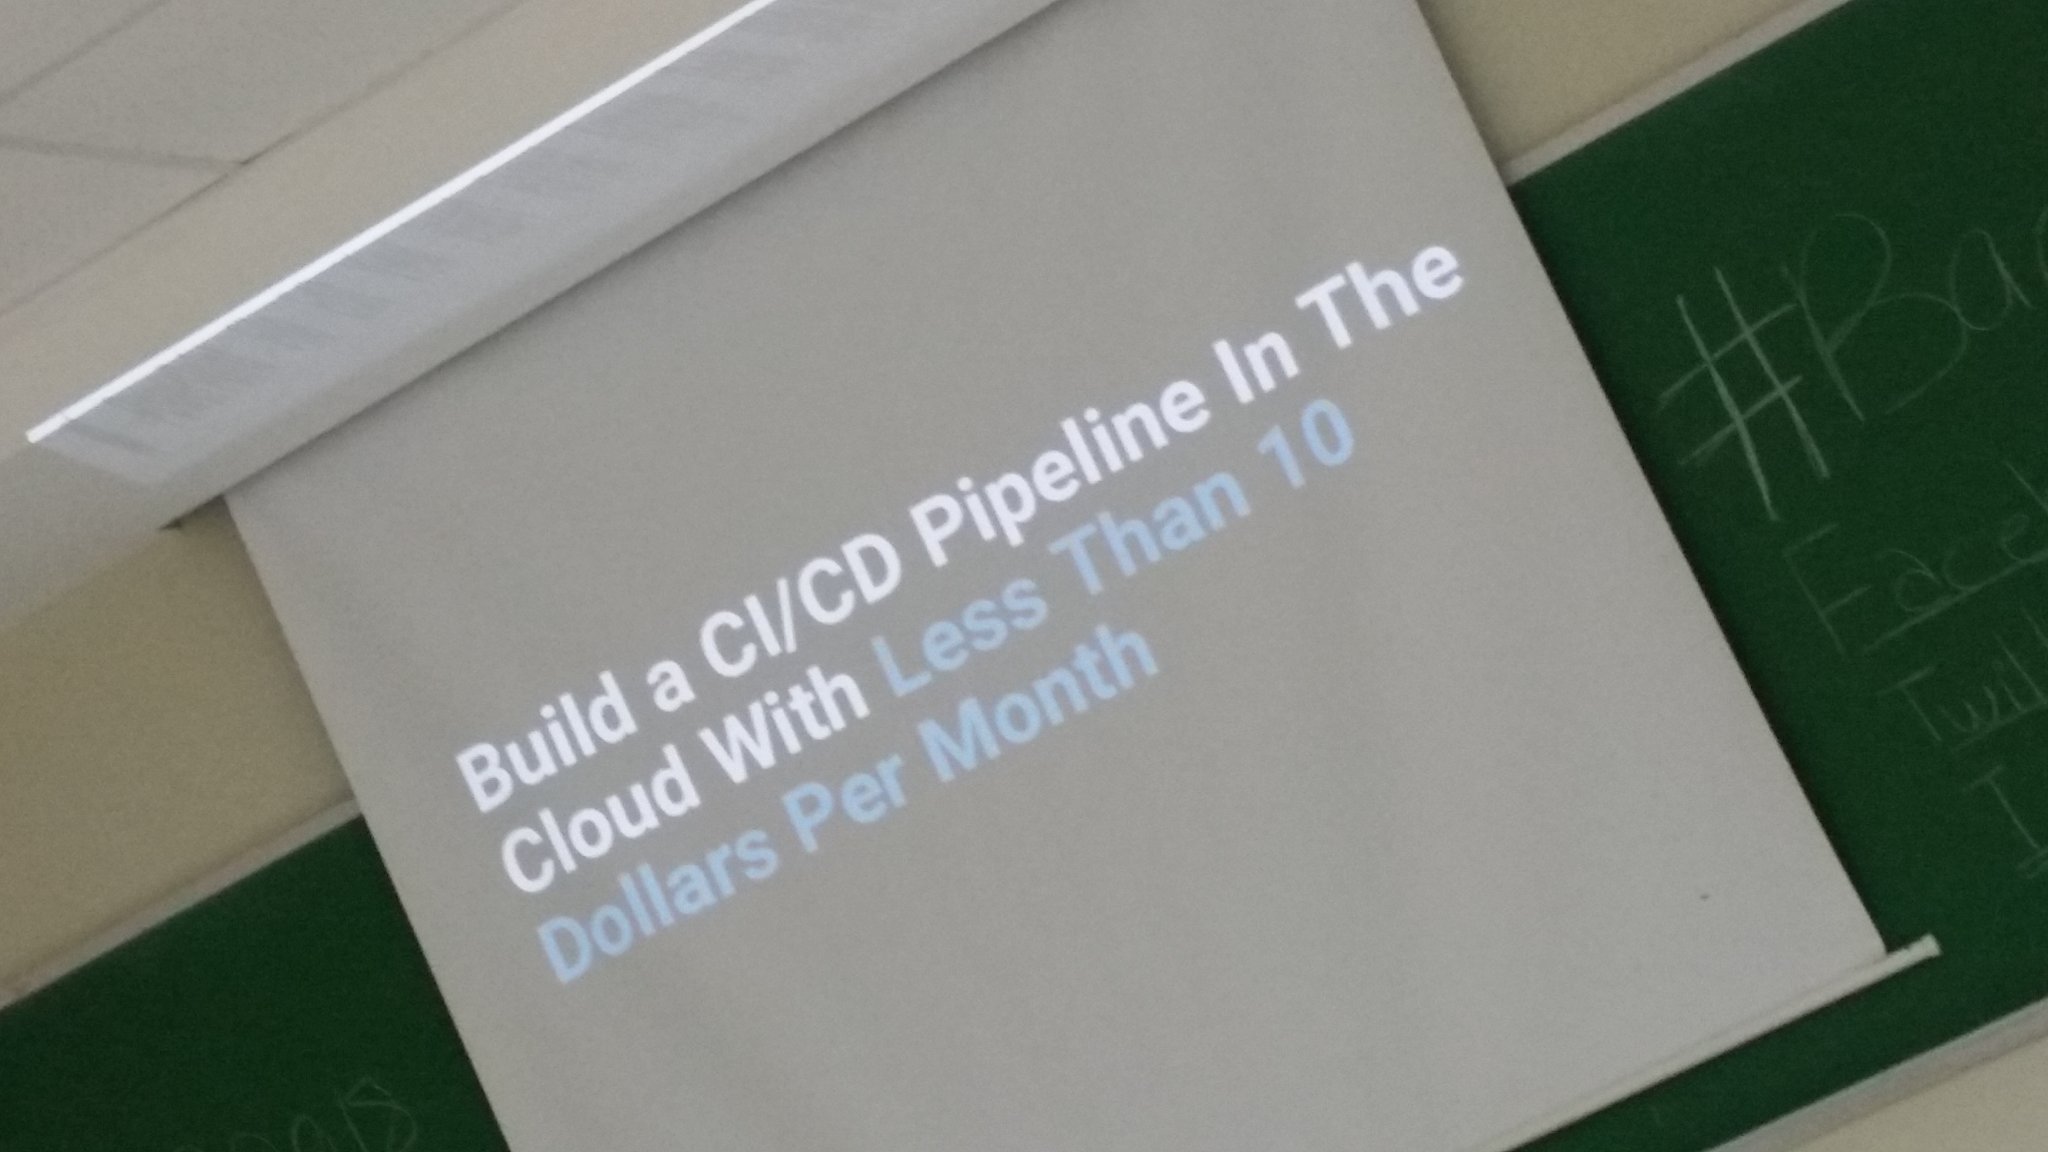 Build a CI/CD Pipeline In The
Cloud With Less Than 10
Dollars Per Month